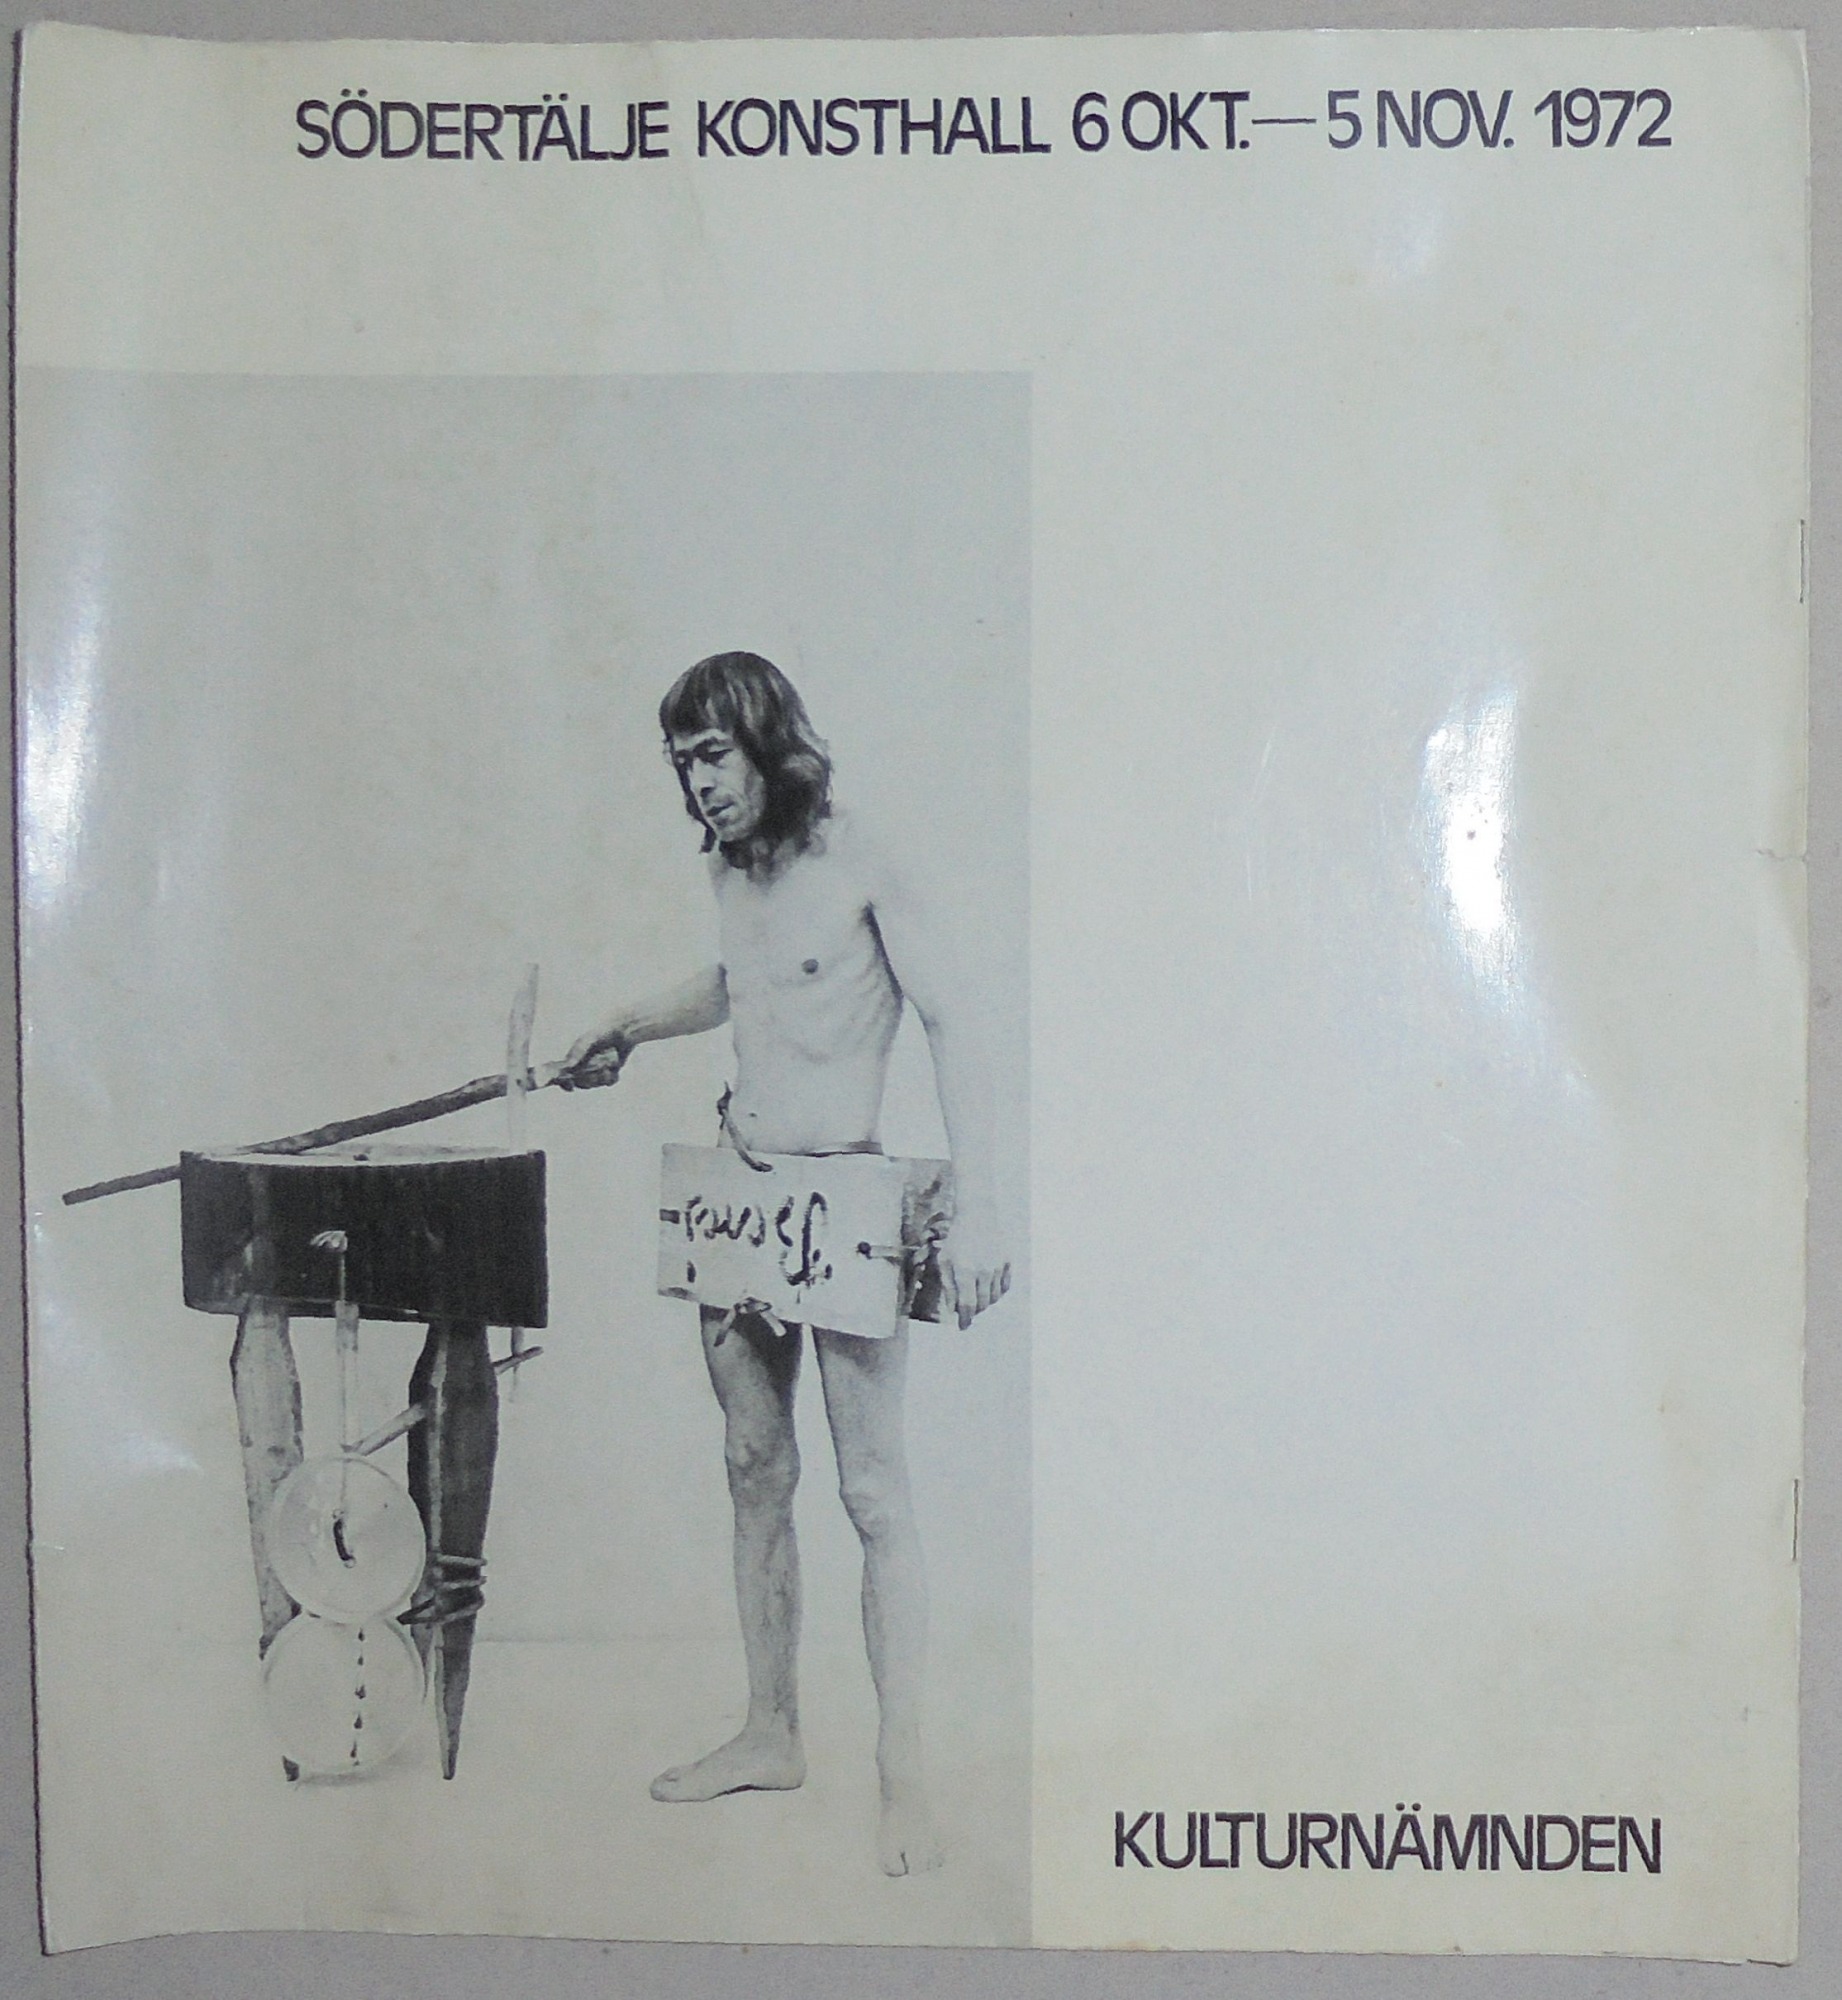 SÖDERTÄLJE KONSTHALL 6 OKT.—5 NOV. 1972
KULTURNÄMNDEN